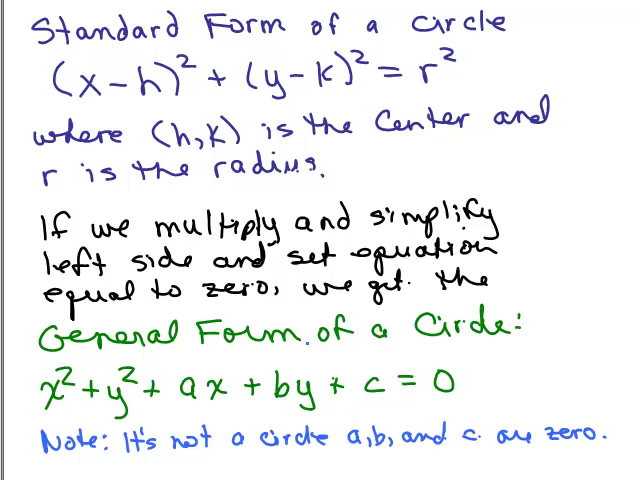 Standard Form of a circle
(x-h)² + (y-k)² = r²
where (h,k) is the center and
r is the radius.
If we multiply and simplify
left side and set equation
equal to zero, we get the
General Form of a Circle:
x² + y² + ax + by + c = 0
Note: It's not a circle a, b, and c are zero.